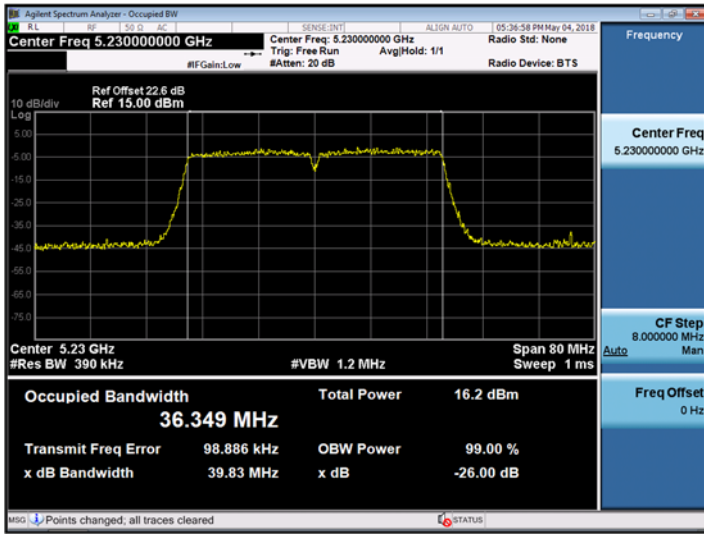 Agilent Spectrum Analyzer - Occupied BW
RL RF 50 Ω AC SENSE:INT ALIGN AUTO 05:36:58 PM May 04, 2018
Center Freq 5.230000000 GHz
Center Freq: 5.230000000 GHz
Radio Std: None
Trig: Free Run Avg|Hold: 1/1
#IFGain:Low #Atten: 20 dB Radio Device: BTS
Ref Offset 22.6 dB
10 dB/div Ref 15.00 dBm
Log
5.00
-5.00
-15.0
-25.0
-35.0
-45.0
-55.0
-65.0
-75.0
Center 5.23 GHz Span 80 MHz
#Res BW 390 kHz #VBW 1.2 MHz Sweep 1 ms
Occupied Bandwidth Total Power 16.2 dBm
36.349 MHz
Transmit Freq Error 98.886 kHz OBW Power 99.00 %
x dB Bandwidth 39.83 MHz x dB -26.00 dB
MSG Points changed; all traces cleared STATUS
Frequency
Center Freq
5.230000000 GHz
CF Step
8.000000 MHz
Auto Man
Freq Offset
0 Hz